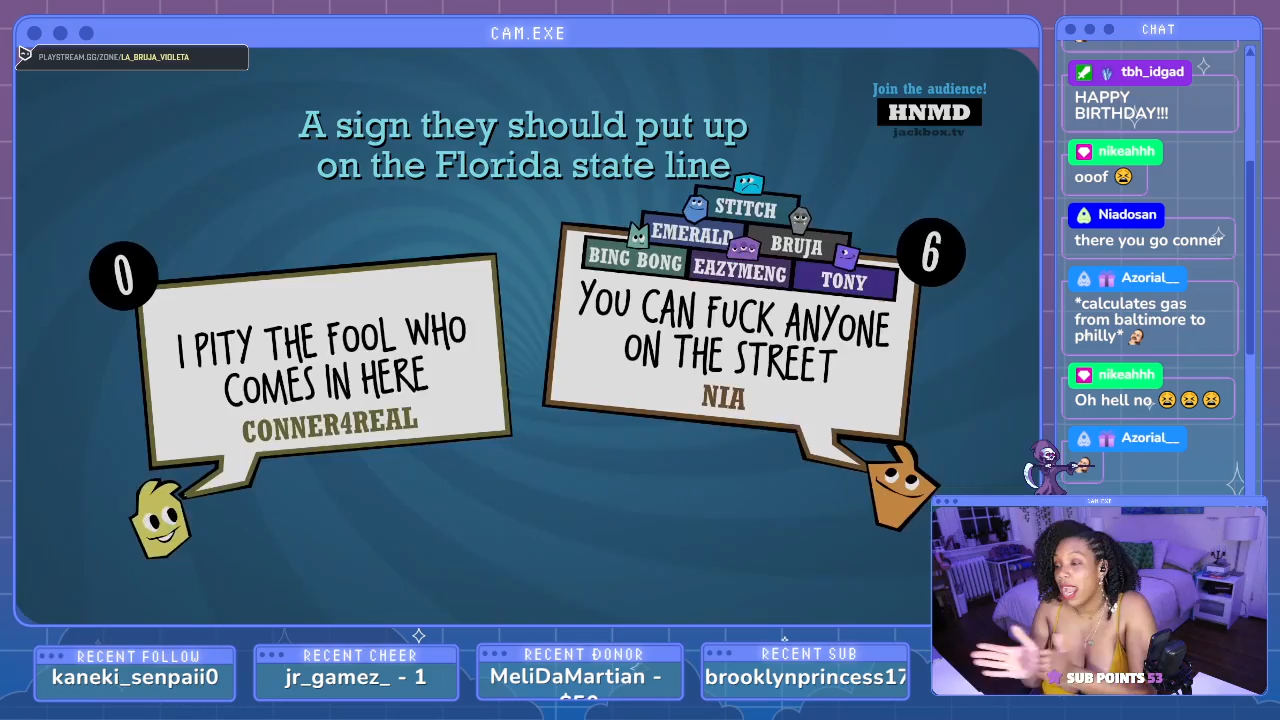 CAM.EXE
PLAYSTREAM.GG/ZONE/LA_BRUJA_VIOLETA
Join the audience!
HNMD
jackbox.tv
A sign they should put up
on the Florida state line
0
I PITY THE FOOL WHO
COMES IN HERE
CONNER4REAL
STITCH
EMERALD
BRUJA
BING BONG
EAZYMENG
TONY
6
YOU CAN FUCK ANYONE
ON THE STREET
NIA
CHAT
tbh_idgad
HAPPY
BIRTHDAY!!!
nikeahhh
ooof
Niadosan
there you go conner
Azorial__
*calculates gas
from baltimore to
philly*
nikeahhh
Oh hell no
Azorial__
CAM.EXE
SUB POINTS 53
RECENT FOLLOW
kaneki_senpaii0
RECENT CHEER
jr_gamez_ - 1
RECENT DONOR
MeliDaMartian -
RECENT SUB
brooklynprincess17